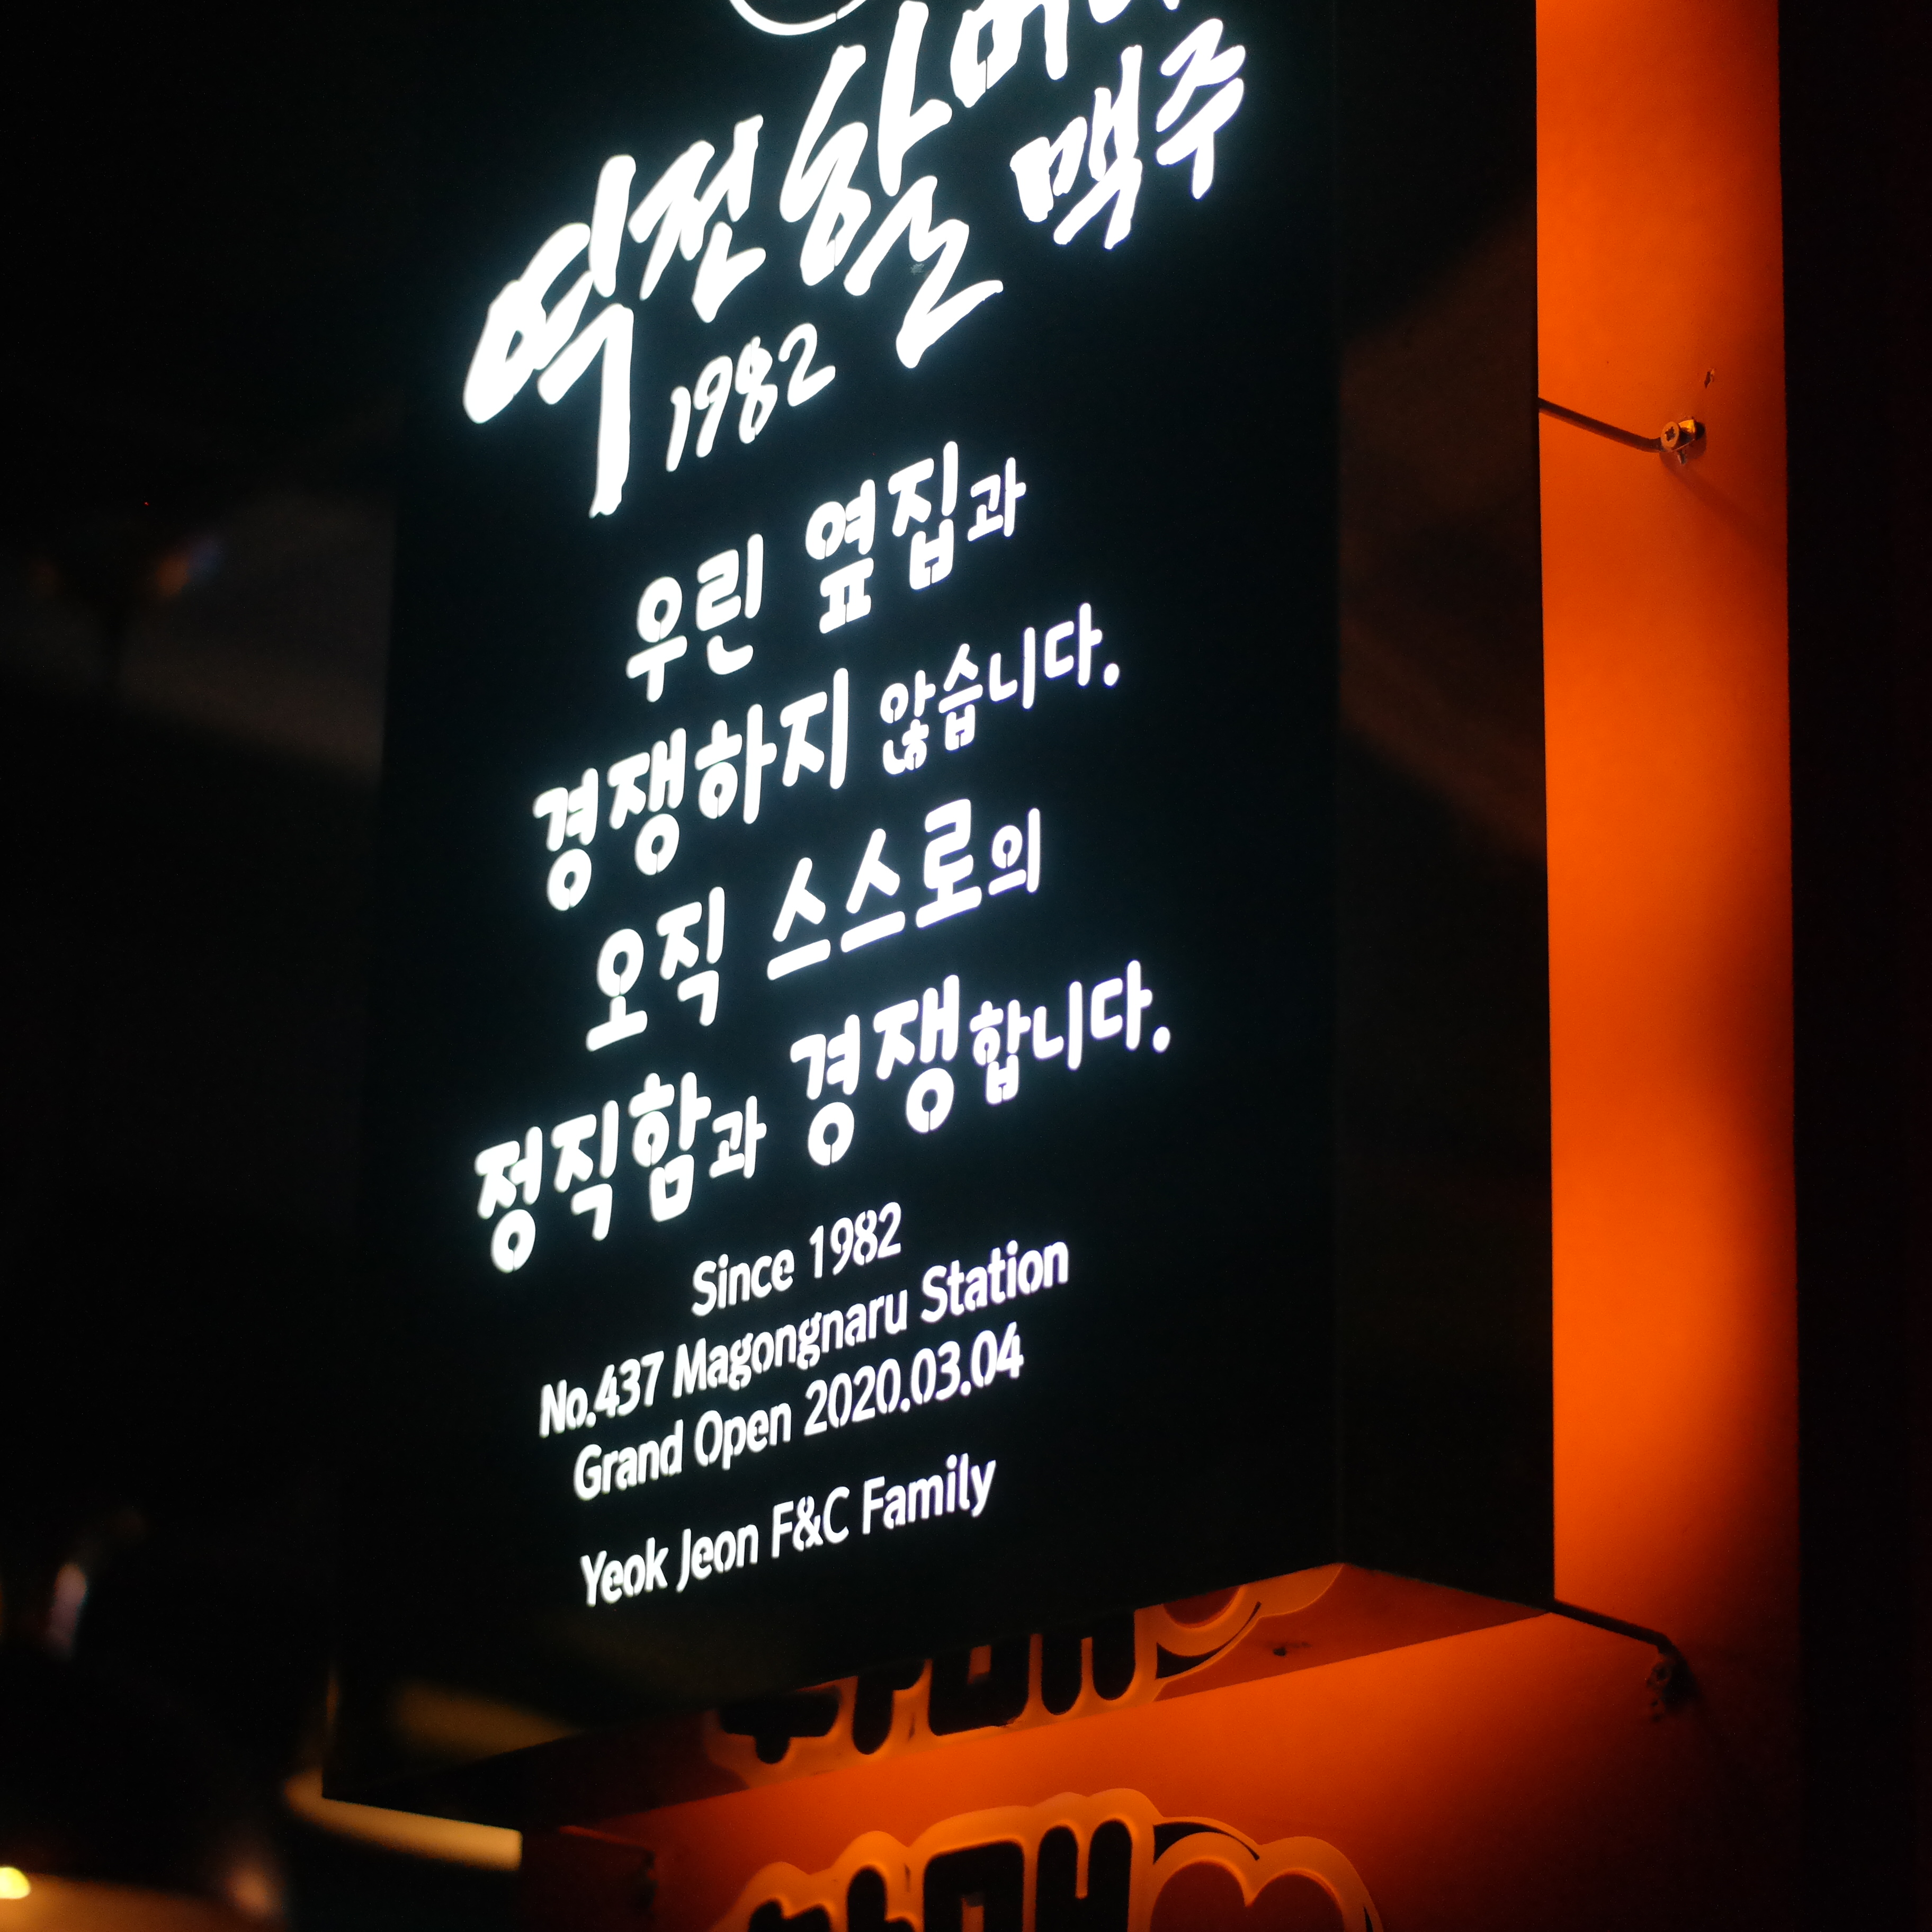 역전할머니
맥주
1982
우린 옆집과
경쟁하지 않습니다.
오직 스스로의
정직함과 경쟁합니다.
Since 1982
No.437 Magongnaru Station
Grand Open 2020.03.04
Yeok Jeon F&C Family